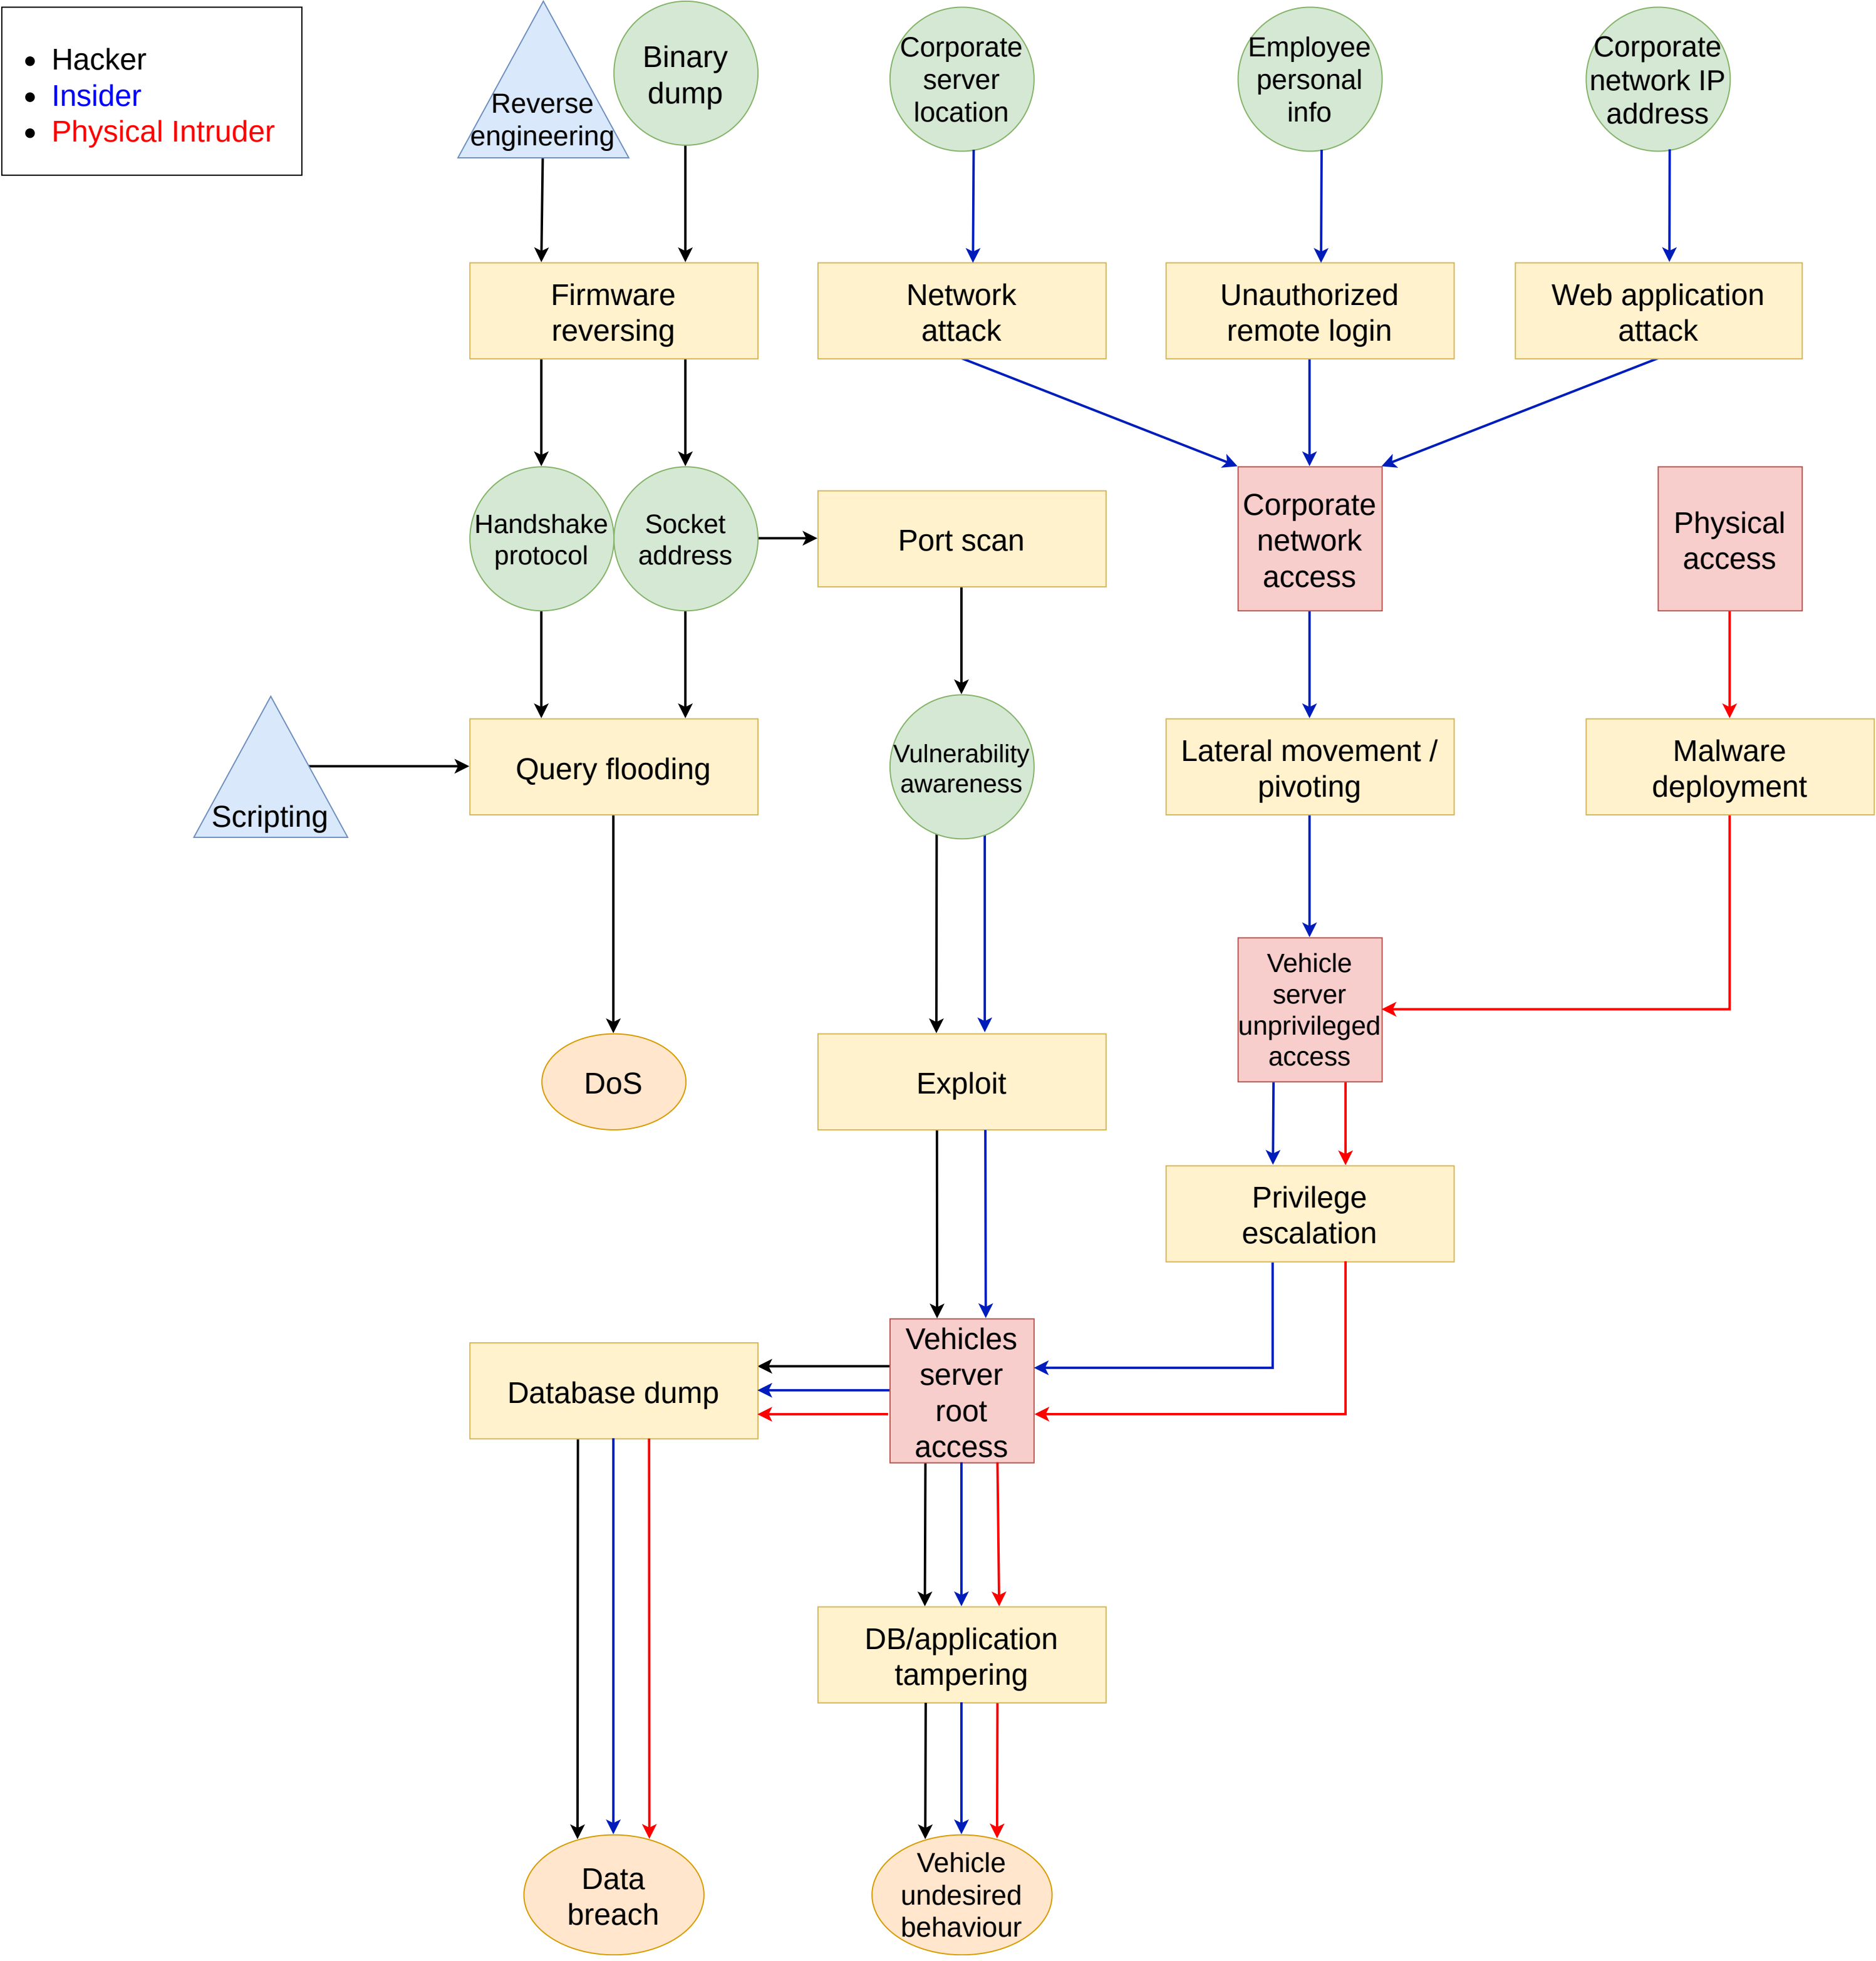 Hacker
Insider
Physical Intruder
Reverse
engineering
Binary
dump
Corporate
server
location
Employee
personal
info
Corporate
network IP
address
Firmware
reversing
Network
attack
Unauthorized
remote login
Web application
attack
Handshake
protocol
Socket
address
Port scan
Corporate
network
access
Physical
access
Scripting
Query flooding
Vulnerability
awareness
Lateral movement /
pivoting
Malware
deployment
Vehicle
server
unprivileged
access
DoS
Exploit
Privilege
escalation
Database dump
Vehicles
server
root
access
DB/application
tampering
Data
breach
Vehicle
undesired
behaviour